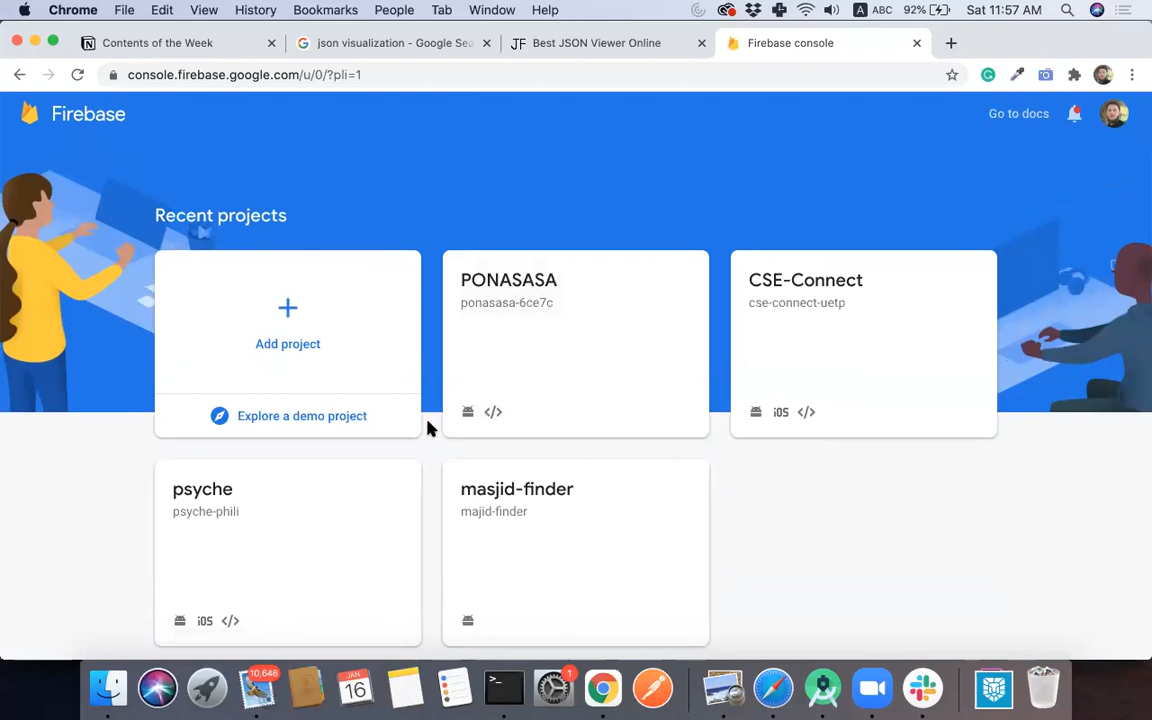 Chrome File Edit View History Bookmarks People Tab Window Help A ABC 92% Sat 11:57 AM
Contents of the Week
json visualization - Google Sea
JF Best JSON Viewer Online
Firebase console
console.firebase.google.com/u/0/?pli=1
Firebase
Go to docs
Recent projects
Add project
Explore a demo project
PONASASA
ponasasa-6ce7c
</>
CSE-Connect
cse-connect-uetp
iOS </>
psyche
psyche-phili
iOS </>
masjid-finder
majid-finder
10,646
16
>_
1